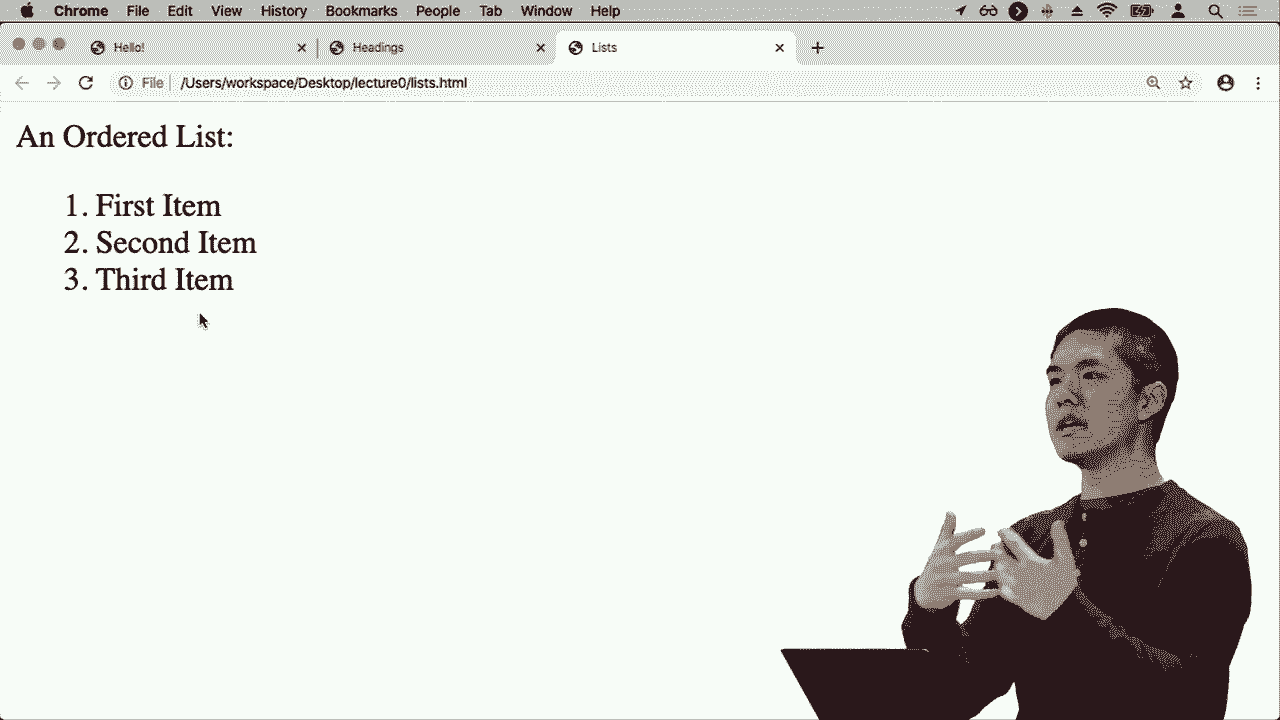 Chrome File Edit View History Bookmarks People Tab Window Help
Hello! Headings Lists
File /Users/workspace/Desktop/lecture0/lists.html
An Ordered List:
1. First Item
2. Second Item
3. Third Item